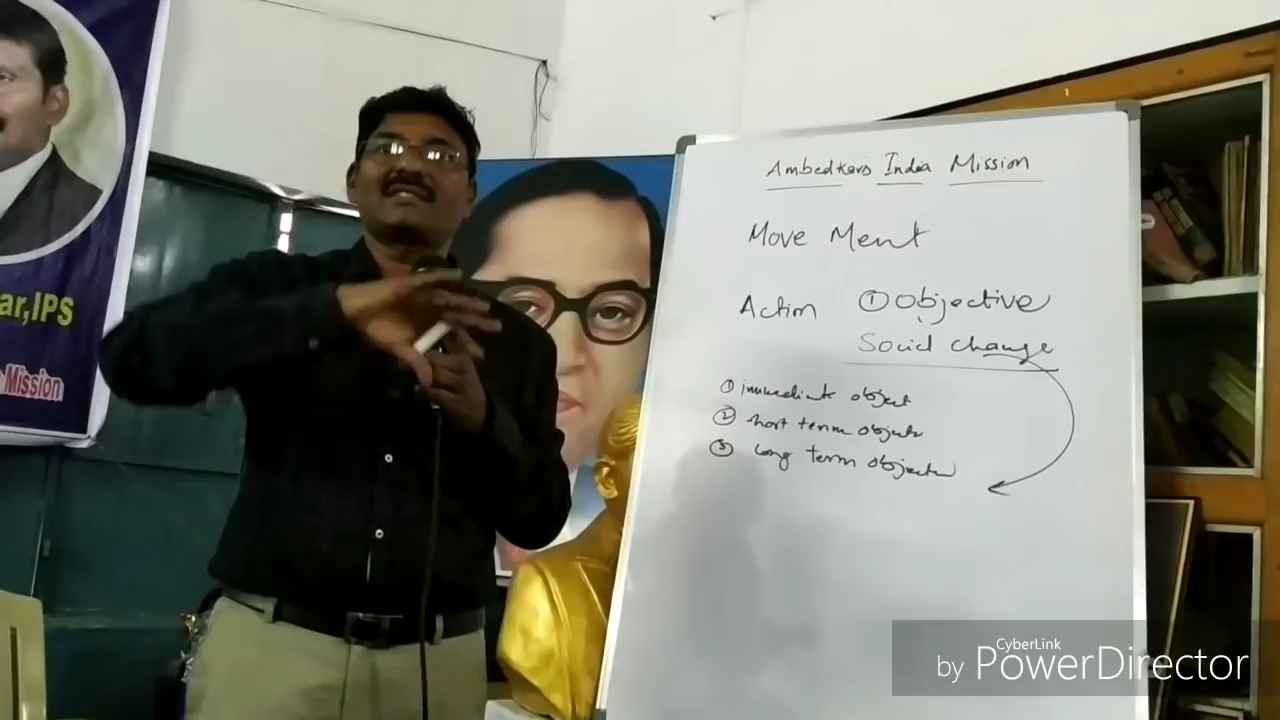 ar,IPS
Mission
Ambedkars India Mission
Move Ment
Action ① Objective
Social change
① immediate object
② short term objects
③ long term objective
CyberLink
by PowerDirector